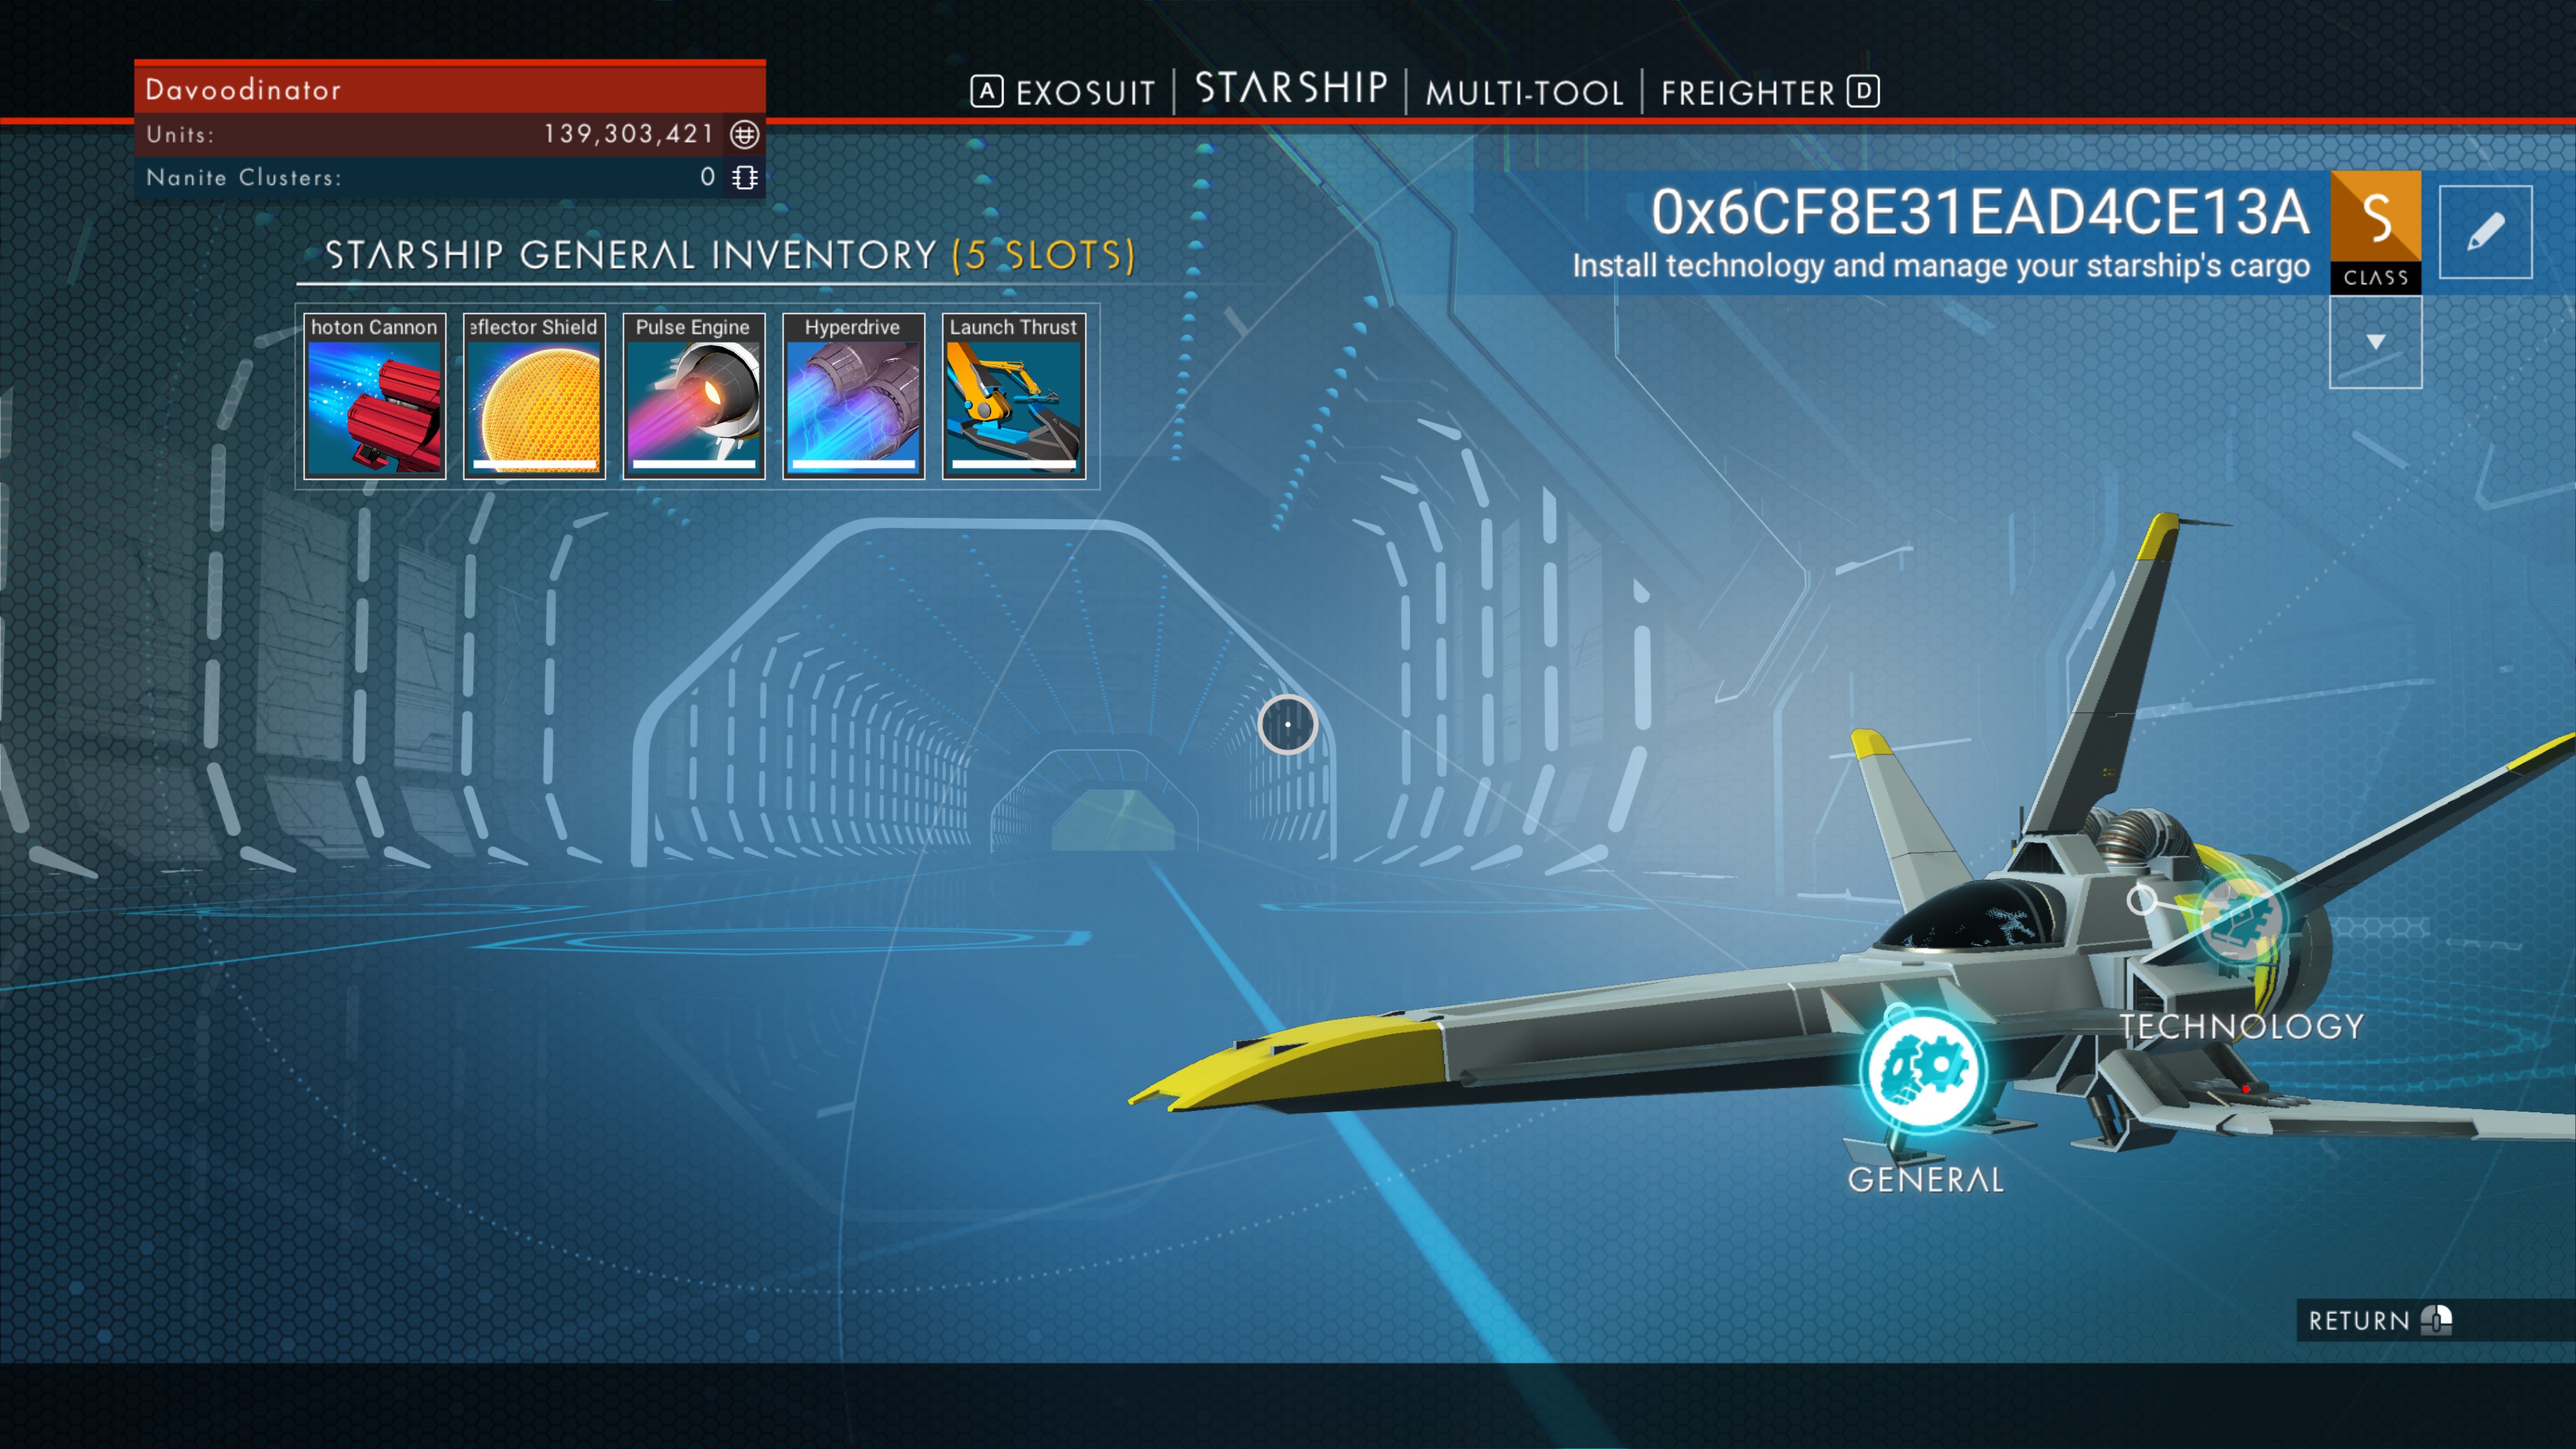 Davoodinator
Units: 139,303,421
Nanite Clusters: 0
A EXOSUIT STARSHIP MULTI-TOOL FREIGHTER D
0x6CF8E31EAD4CE13A
Install technology and manage your starship's cargo
S
CLASS
STARSHIP GENERAL INVENTORY (5 SLOTS)
hoton Cannon eflector Shield Pulse Engine Hyperdrive Launch Thrust
TECHNOLOGY
GENERAL
RETURN